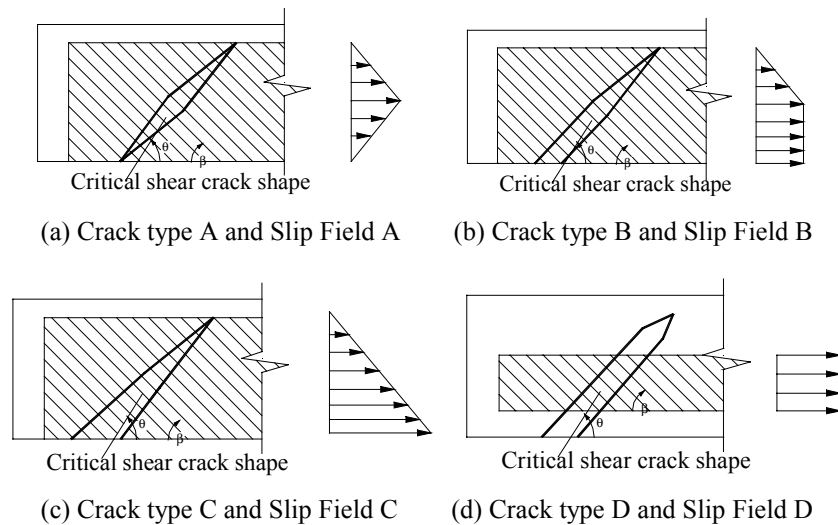 θ
β
Critical shear crack shape
(a) Crack type A and Slip Field A
θ
β
Critical shear crack shape
(b) Crack type B and Slip Field B
θ
β
Critical shear crack shape
(c) Crack type C and Slip Field C
θ
β
Critical shear crack shape
(d) Crack type D and Slip Field D